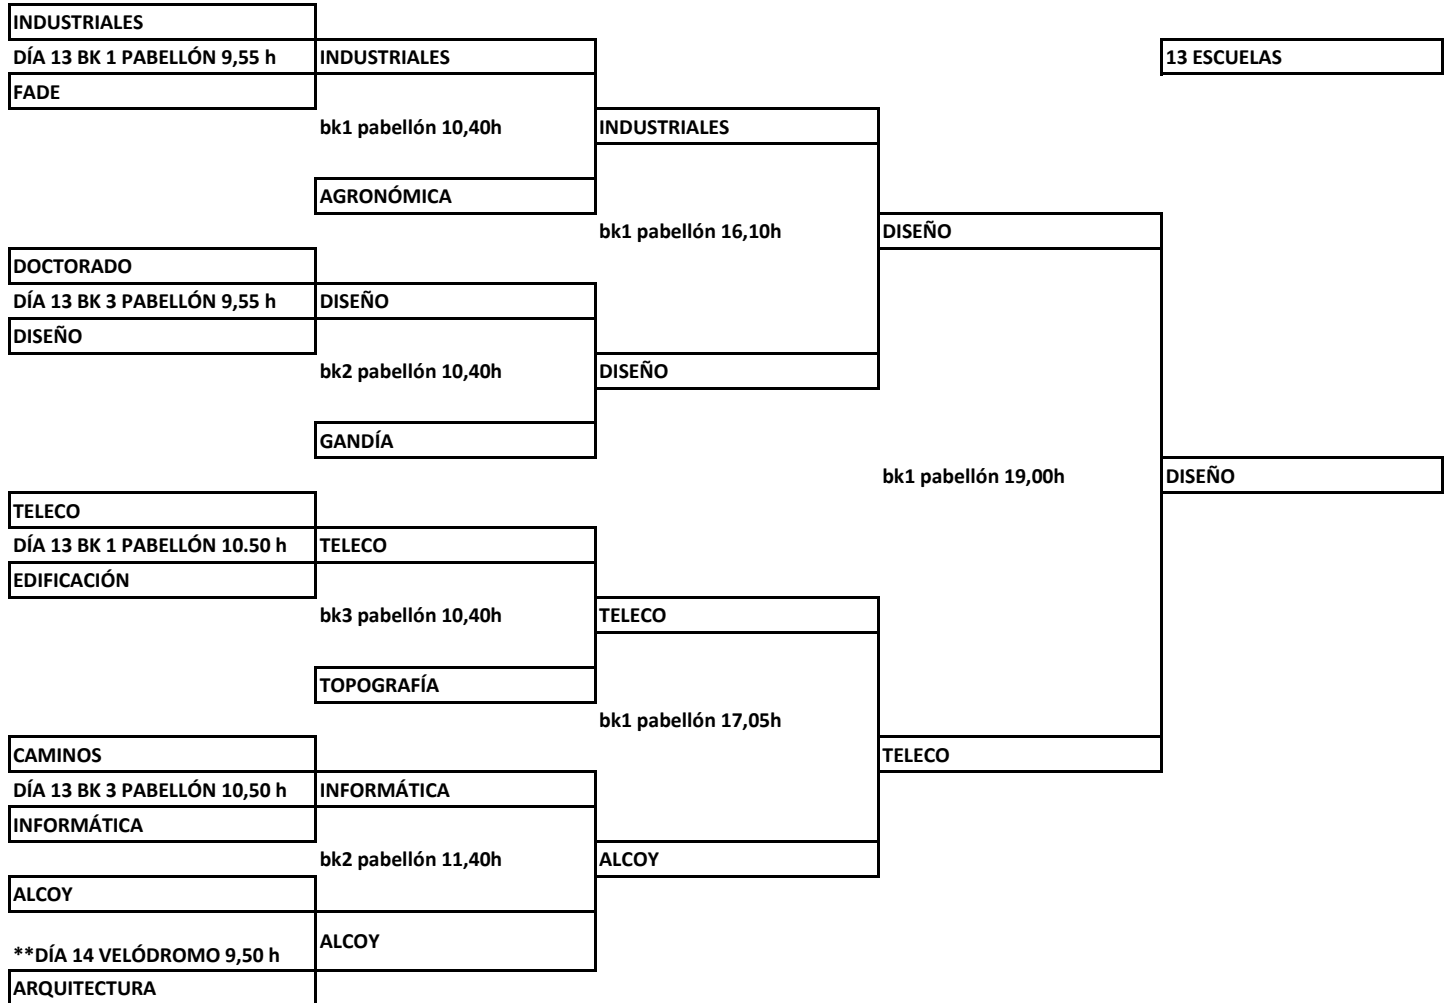 INDUSTRIALES
DÍA 13 BK 1 PABELLÓN 9,55 h INDUSTRIALES 13 ESCUELAS
FADE
bk1 pabellón 10,40h INDUSTRIALES
AGRONÓMICA
bk1 pabellón 16,10h DISEÑO
DOCTORADO
DÍA 13 BK 3 PABELLÓN 9,55 h DISEÑO
DISEÑO
bk2 pabellón 10,40h DISEÑO
GANDÍA
bk1 pabellón 19,00h DISEÑO
TELECO
DÍA 13 BK 1 PABELLÓN 10.50 h TELECO
EDIFICACIÓN
bk3 pabellón 10,40h TELECO
TOPOGRAFÍA
bk1 pabellón 17,05h
CAMINOS TELECO
DÍA 13 BK 3 PABELLÓN 10,50 h INFORMÁTICA
INFORMÁTICA
bk2 pabellón 11,40h ALCOY
ALCOY
ALCOY
**DÍA 14 VELÓDROMO 9,50 h
ARQUITECTURA